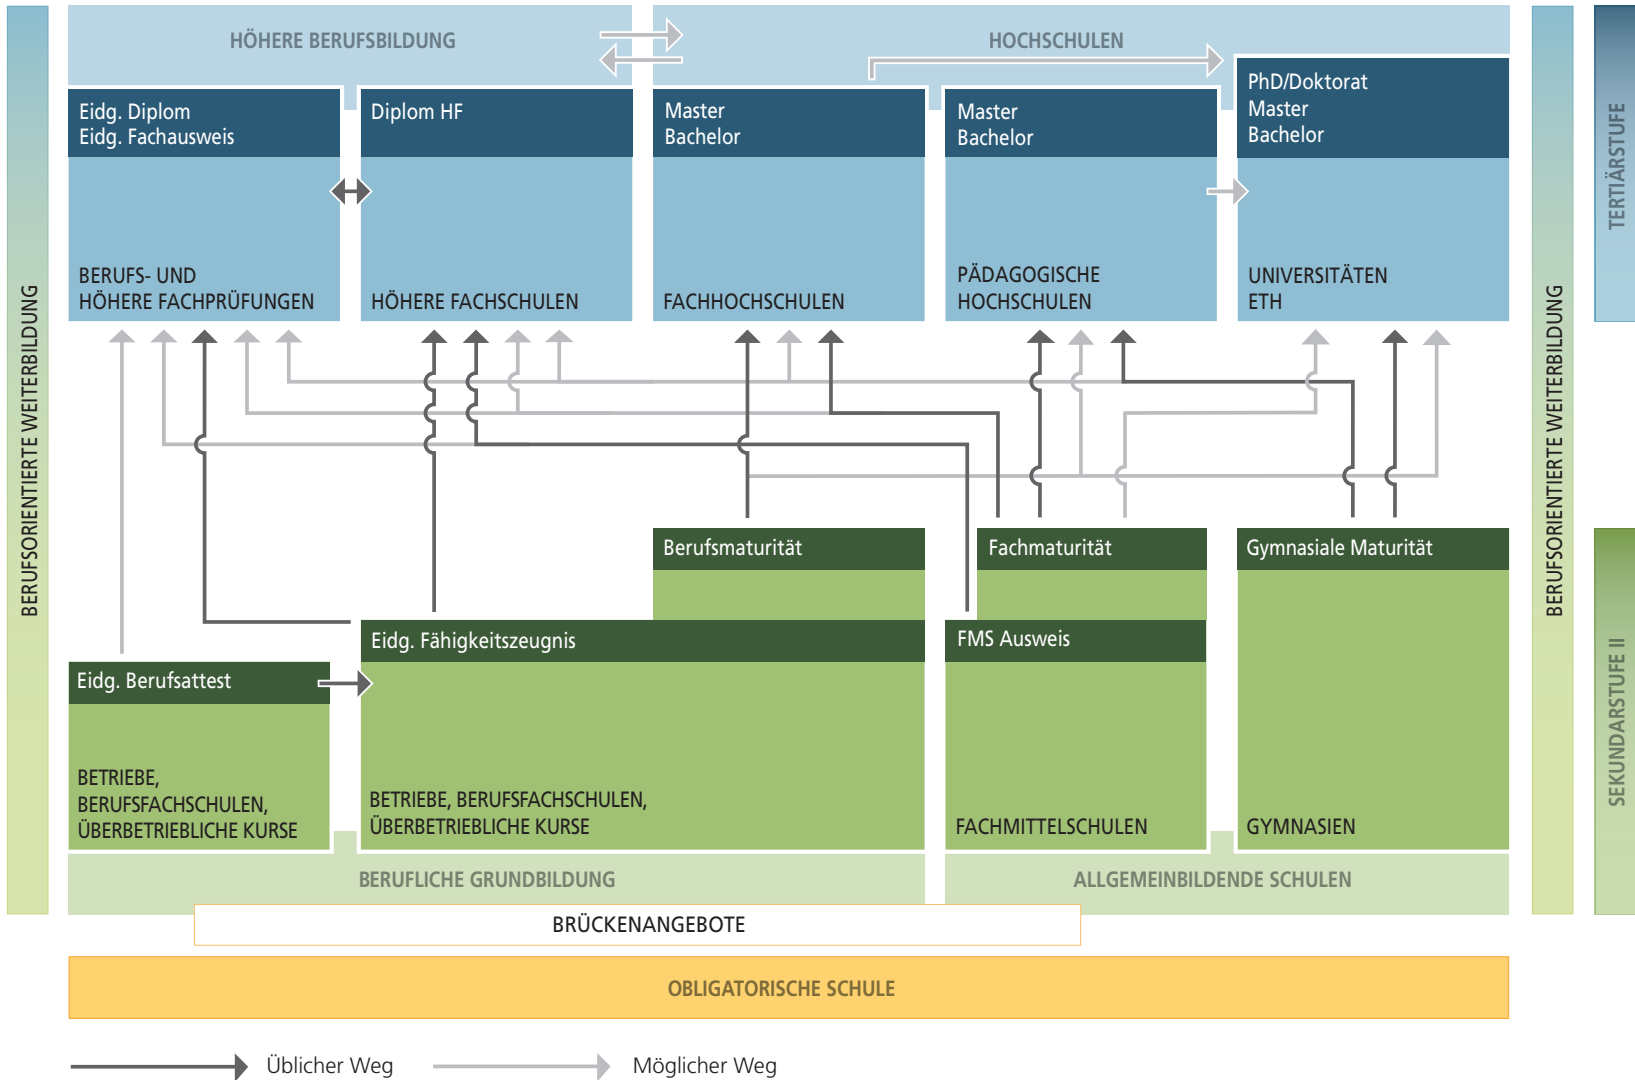 HÖHERE BERUFSBILDUNG
HOCHSCHULEN
Eidg. Diplom
Eidg. Fachausweis
Diplom HF
Master
Bachelor
Master
Bachelor
PhD/Doktorat
Master
Bachelor
BERUFS- UND
HÖHERE FACHPRÜFUNGEN
HÖHERE FACHSCHULEN
FACHHOCHSCHULEN
PÄDAGOGISCHE
HOCHSCHULEN
UNIVERSITÄTEN
ETH
BERUFSORIENTIERTE WEITERBILDUNG
BERUFSORIENTIERTE WEITERBILDUNG
TERTIÄRSTUFE
SEKUNDARSTUFE II
Berufsmaturität
Fachmaturität
Gymnasiale Maturität
Eidg. Fähigkeitszeugnis
FMS Ausweis
Eidg. Berufsattest
BETRIEBE,
BERUFSFACHSCHULEN,
ÜBERBETRIEBLICHE KURSE
BETRIEBE, BERUFSFACHSCHULEN,
ÜBERBETRIEBLICHE KURSE
FACHMITTELSCHULEN
GYMNASIEN
BERUFLICHE GRUNDBILDUNG
ALLGEMEINBILDENDE SCHULEN
BRÜCKENANGEBOTE
OBLIGATORISCHE SCHULE
Üblicher Weg
Möglicher Weg